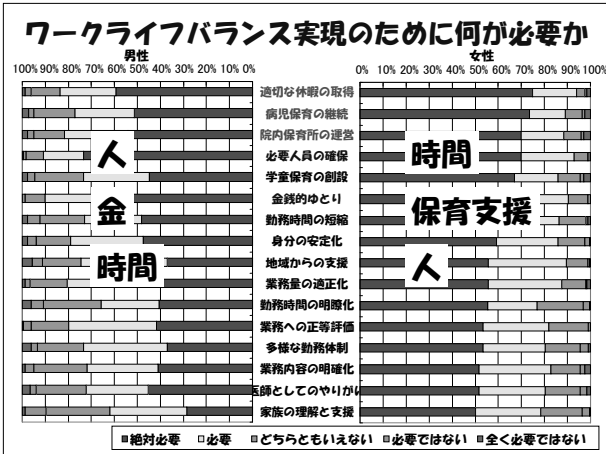 ワークライフバランス実現のために何が必要か
男性
女性
100% 90% 80% 70% 60% 50% 40% 30% 20% 10% 0%
0% 10% 20% 30% 40% 50% 60% 70% 80% 90% 100%
適切な休暇の取得
病児保育の継続
院内保育所の運営
必要人員の確保
学童保育の創設
金銭的ゆとり
勤務時間の短縮
身分の安定化
地域からの支援
業務量の適正化
勤務時間の明瞭化
業務への正等評価
多様な勤務体制
業務内容の明確化
医師としてのやりがい
家族の理解と支援
人
金
時間
時間
保育支援
人
■絶対必要 □必要 ■どちらともいえない ■必要ではない ■全く必要ではない